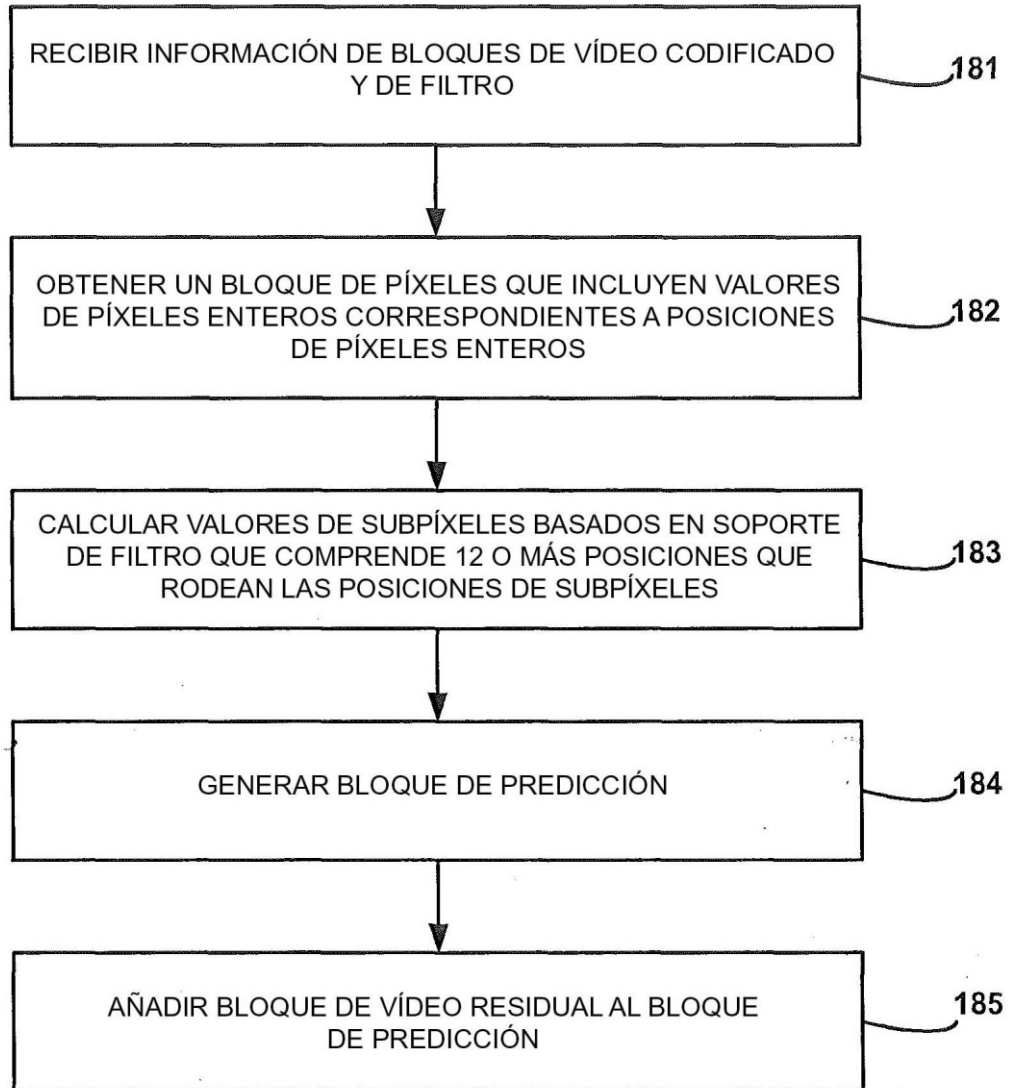 RECIBIR INFORMACIÓN DE BLOQUES DE VÍDEO CODIFICADO
Y DE FILTRO
181
OBTENER UN BLOQUE DE PÍXELES QUE INCLUYEN VALORES
DE PÍXELES ENTEROS CORRESPONDIENTES A POSICIONES
DE PÍXELES ENTEROS
182
CALCULAR VALORES DE SUBPÍXELES BASADOS EN SOPORTE
DE FILTRO QUE COMPRENDE 12 O MÁS POSICIONES QUE
RODEAN LAS POSICIONES DE SUBPÍXELES
183
GENERAR BLOQUE DE PREDICCIÓN
184
AÑADIR BLOQUE DE VÍDEO RESIDUAL AL BLOQUE
DE PREDICCIÓN
185